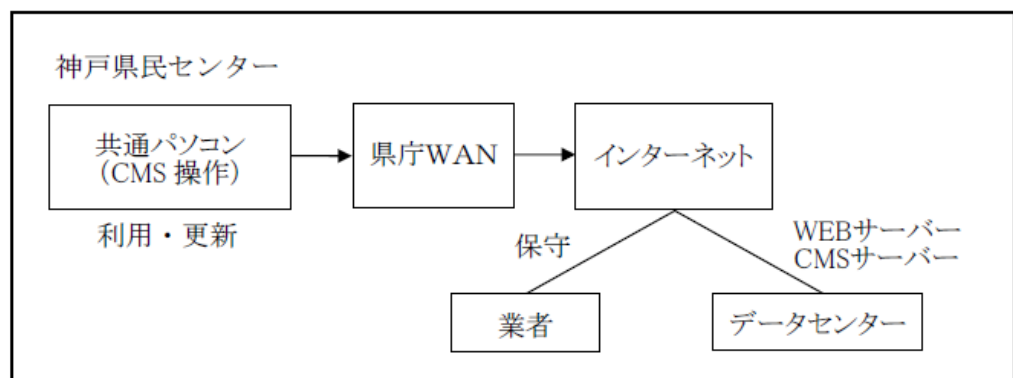 神戸県民センター
共通パソコン
（CMS 操作）
県庁WAN
インターネット
利用・更新
保守
WEBサーバー
CMSサーバー
業者
データセンター